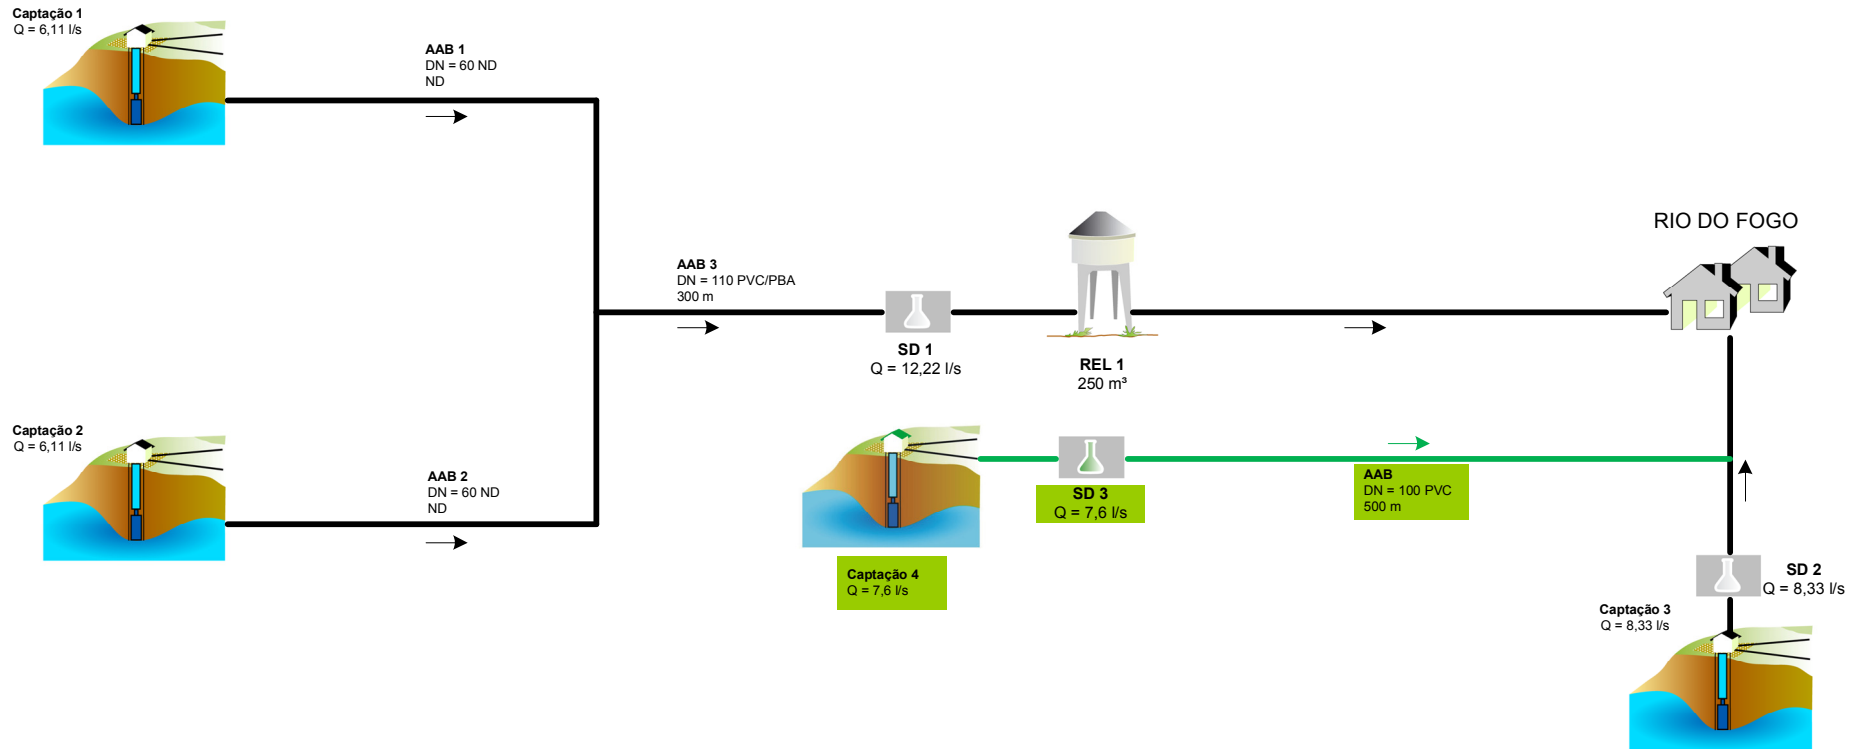 Captação 1
Q = 6,11 l/s
AAB 1
DN = 60 ND
ND
RIO DO FOGO
AAB 3
DN = 110 PVC/PBA
300 m
SD 1
Q = 12,22 l/s
REL 1
250 m³
Captação 2
Q = 6,11 l/s
AAB 2
DN = 60 ND
ND
SD 3
Q = 7,6 l/s
AAB
DN = 100 PVC
500 m
Captação 4
Q = 7,6 l/s
SD 2
Q = 8,33 l/s
Captação 3
Q = 8,33 l/s